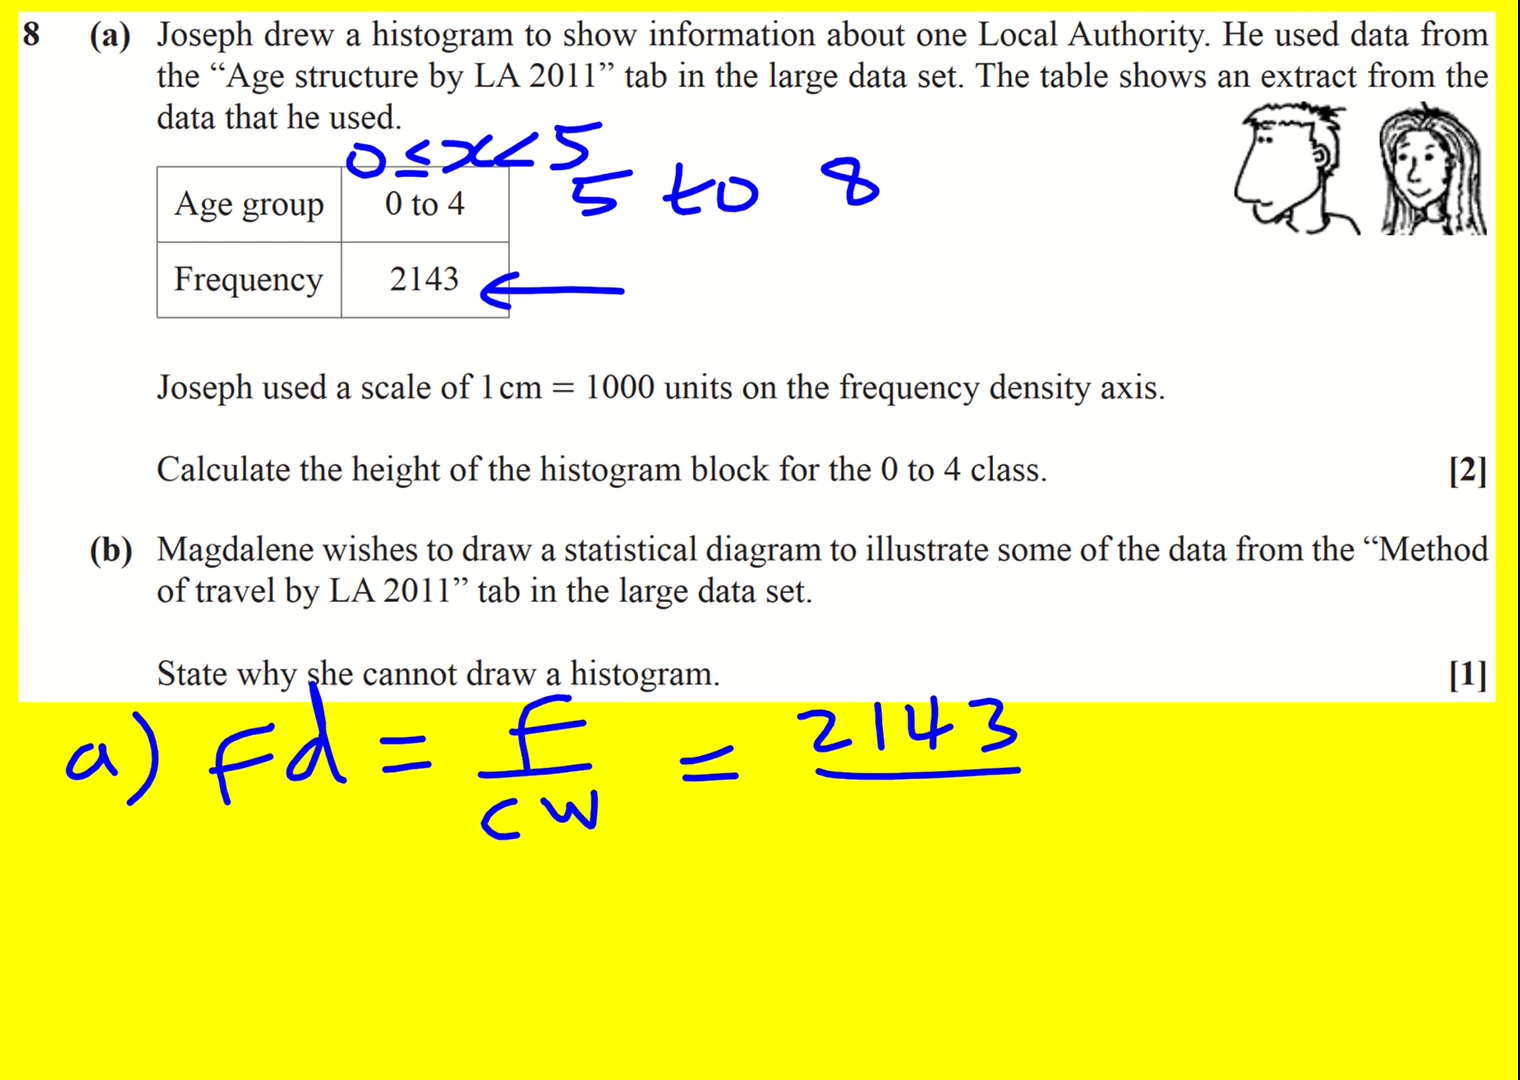 8 (a) Joseph drew a histogram to show information about one Local Authority. He used data from
the “Age structure by LA 2011” tab in the large data set. The table shows an extract from the
data that he used.
0 ≤ x < 5
Age group 0 to 4
5 to 8
Frequency 2143
Joseph used a scale of 1 cm = 1000 units on the frequency density axis.
Calculate the height of the histogram block for the 0 to 4 class. [2]
(b) Magdalene wishes to draw a statistical diagram to illustrate some of the data from the “Method
of travel by LA 2011” tab in the large data set.
State why she cannot draw a histogram. [1]
a) Fd = f/cw = 2143